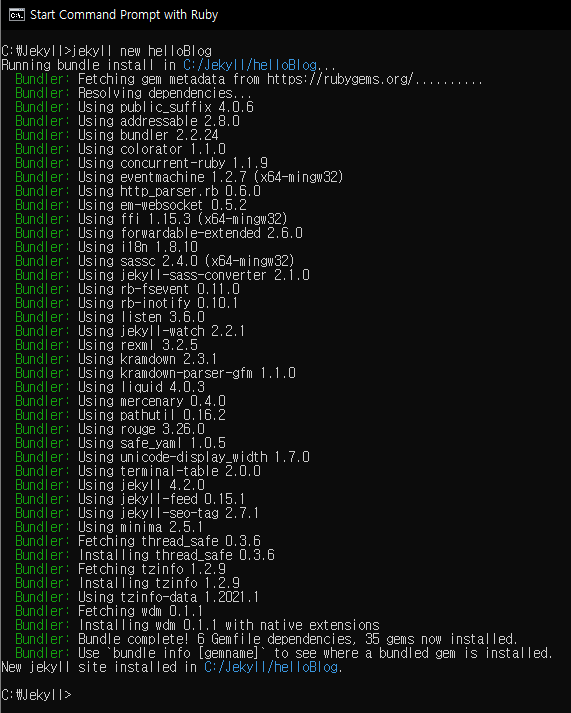 Start Command Prompt with Ruby
C:₩Jekyll>jekyll new helloBlog
Running bundle install in C:/Jekyll/helloBlog...
Bundler: Fetching gem metadata from https://rubygems.org/..........
Bundler: Resolving dependencies...
Bundler: Using public_suffix 4.0.6
Bundler: Using addressable 2.8.0
Bundler: Using bundler 2.2.24
Bundler: Using colorator 1.1.0
Bundler: Using concurrent-ruby 1.1.9
Bundler: Using eventmachine 1.2.7 (x64-mingw32)
Bundler: Using http_parser.rb 0.6.0
Bundler: Using em-websocket 0.5.2
Bundler: Using ffi 1.15.3 (x64-mingw32)
Bundler: Using forwardable-extended 2.6.0
Bundler: Using i18n 1.8.10
Bundler: Using sassc 2.4.0 (x64-mingw32)
Bundler: Using jekyll-sass-converter 2.1.0
Bundler: Using rb-fsevent 0.11.0
Bundler: Using rb-inotify 0.10.1
Bundler: Using listen 3.6.0
Bundler: Using jekyll-watch 2.2.1
Bundler: Using rexml 3.2.5
Bundler: Using kramdown 2.3.1
Bundler: Using kramdown-parser-gfm 1.1.0
Bundler: Using liquid 4.0.3
Bundler: Using mercenary 0.4.0
Bundler: Using pathutil 0.16.2
Bundler: Using rouge 3.26.0
Bundler: Using safe_yaml 1.0.5
Bundler: Using unicode-display_width 1.7.0
Bundler: Using terminal-table 2.0.0
Bundler: Using jekyll 4.2.0
Bundler: Using jekyll-feed 0.15.1
Bundler: Using jekyll-seo-tag 2.7.1
Bundler: Using minima 2.5.1
Bundler: Fetching thread_safe 0.3.6
Bundler: Installing thread_safe 0.3.6
Bundler: Fetching tzinfo 1.2.9
Bundler: Installing tzinfo 1.2.9
Bundler: Using tzinfo-data 1.2021.1
Bundler: Fetching wdm 0.1.1
Bundler: Installing wdm 0.1.1 with native extensions
Bundler: Bundle complete! 6 Gemfile dependencies, 35 gems now installed.
Bundler: Use `bundle info [gemname]` to see where a bundled gem is installed.
New jekyll site installed in C:/Jekyll/helloBlog.
C:₩Jekyll>